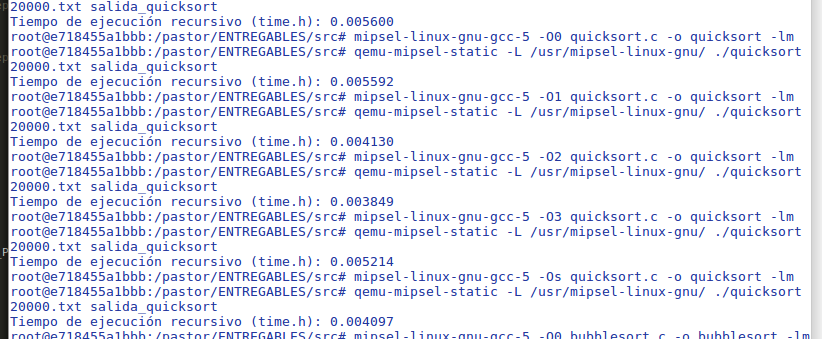 20000.txt salida_quicksort
Tiempo de ejecución recursivo (time.h): 0.005600
root@e718455a1bbb:/pastor/ENTREGABLES/src# mipsel-linux-gnu-gcc-5 -O0 quicksort.c -o quicksort -lm
root@e718455a1bbb:/pastor/ENTREGABLES/src# qemu-mipsel-static -L /usr/mipsel-linux-gnu/ ./quicksort
20000.txt salida_quicksort
Tiempo de ejecución recursivo (time.h): 0.005592
root@e718455a1bbb:/pastor/ENTREGABLES/src# mipsel-linux-gnu-gcc-5 -O1 quicksort.c -o quicksort -lm
root@e718455a1bbb:/pastor/ENTREGABLES/src# qemu-mipsel-static -L /usr/mipsel-linux-gnu/ ./quicksort
20000.txt salida_quicksort
Tiempo de ejecución recursivo (time.h): 0.004130
root@e718455a1bbb:/pastor/ENTREGABLES/src# mipsel-linux-gnu-gcc-5 -O2 quicksort.c -o quicksort -lm
root@e718455a1bbb:/pastor/ENTREGABLES/src# qemu-mipsel-static -L /usr/mipsel-linux-gnu/ ./quicksort
20000.txt salida_quicksort
Tiempo de ejecución recursivo (time.h): 0.003849
root@e718455a1bbb:/pastor/ENTREGABLES/src# mipsel-linux-gnu-gcc-5 -O3 quicksort.c -o quicksort -lm
root@e718455a1bbb:/pastor/ENTREGABLES/src# qemu-mipsel-static -L /usr/mipsel-linux-gnu/ ./quicksort
20000.txt salida_quicksort
Tiempo de ejecución recursivo (time.h): 0.005214
root@e718455a1bbb:/pastor/ENTREGABLES/src# mipsel-linux-gnu-gcc-5 -Os quicksort.c -o quicksort -lm
root@e718455a1bbb:/pastor/ENTREGABLES/src# qemu-mipsel-static -L /usr/mipsel-linux-gnu/ ./quicksort
20000.txt salida_quicksort
Tiempo de ejecución recursivo (time.h): 0.004097
root@e718455a1bbb:/pastor/ENTREGABLES/src# mipsel-linux-gnu-gcc-5 -O0 bubblesort.c -o bubblesort -lm